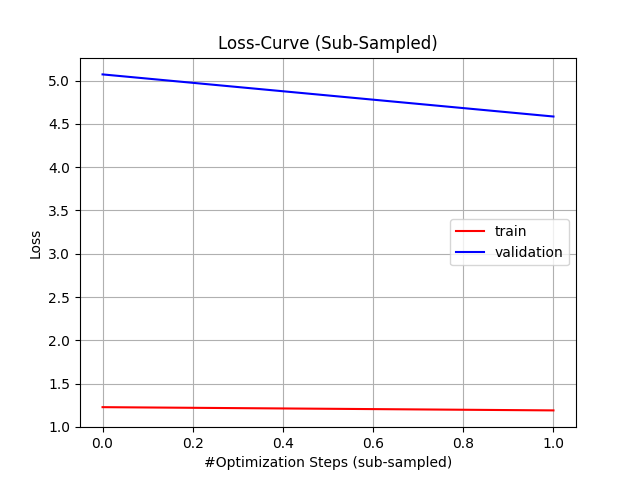 Loss-Curve (Sub-Sampled)
5.0
4.5
4.0
3.5
3.0
2.5
2.0
1.5
1.0
Loss
train
validation
0.0 0.2 0.4 0.6 0.8 1.0
#Optimization Steps (sub-sampled)